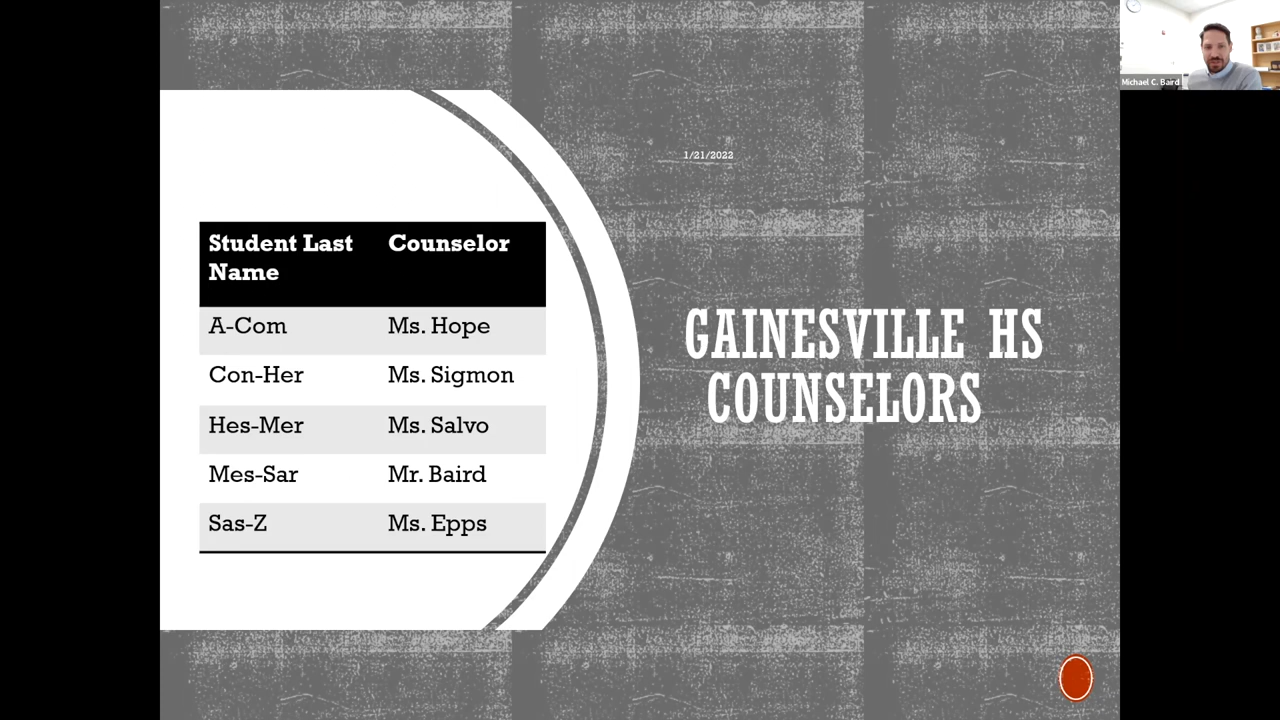 Michael C. Baird
1/21/2022
Student Last Name
Counselor
A-Com Ms. Hope
Con-Her Ms. Sigmon
Hes-Mer Ms. Salvo
Mes-Sar Mr. Baird
Sas-Z Ms. Epps
GAINESVILLE HS
COUNSELORS